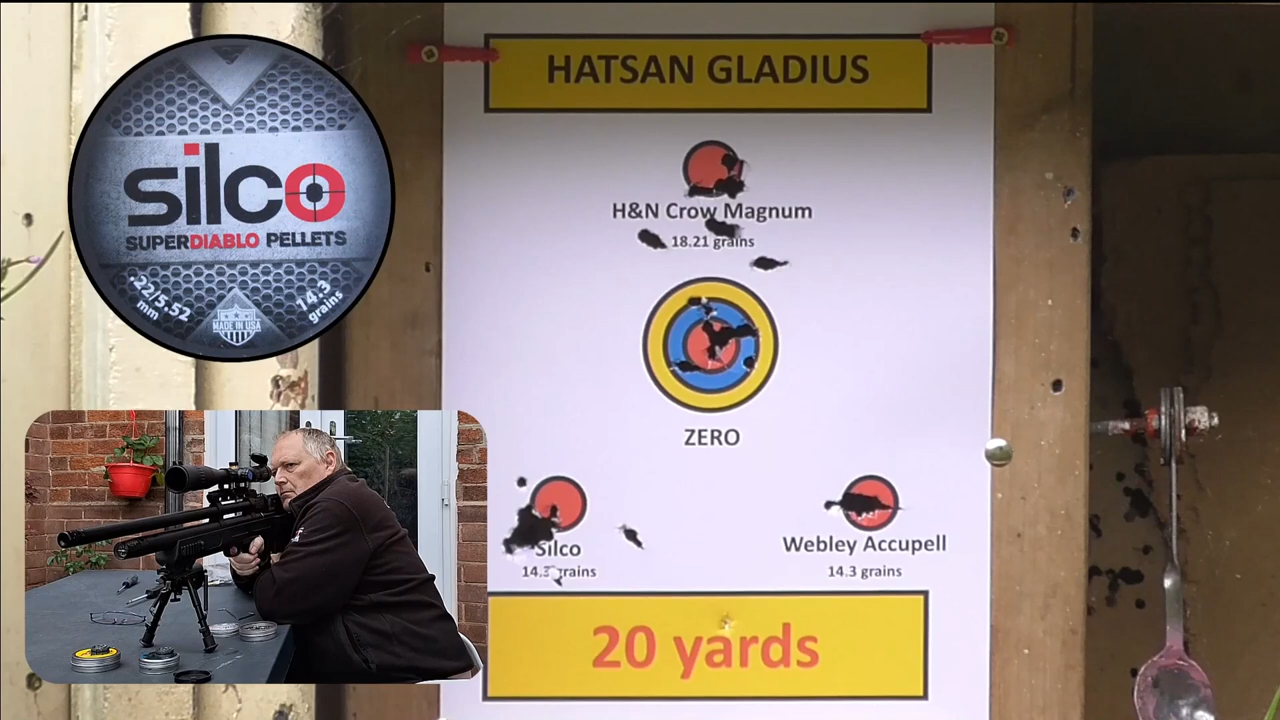 silco
SUPERDIABLO PELLETS
.22/5.52
mm
14.3
grains
MADE IN USA
HATSAN GLADIUS
H&N Crow Magnum
18.21 grains
ZERO
Silco
14.3 grains
Webley Accupell
14.3 grains
20 yards